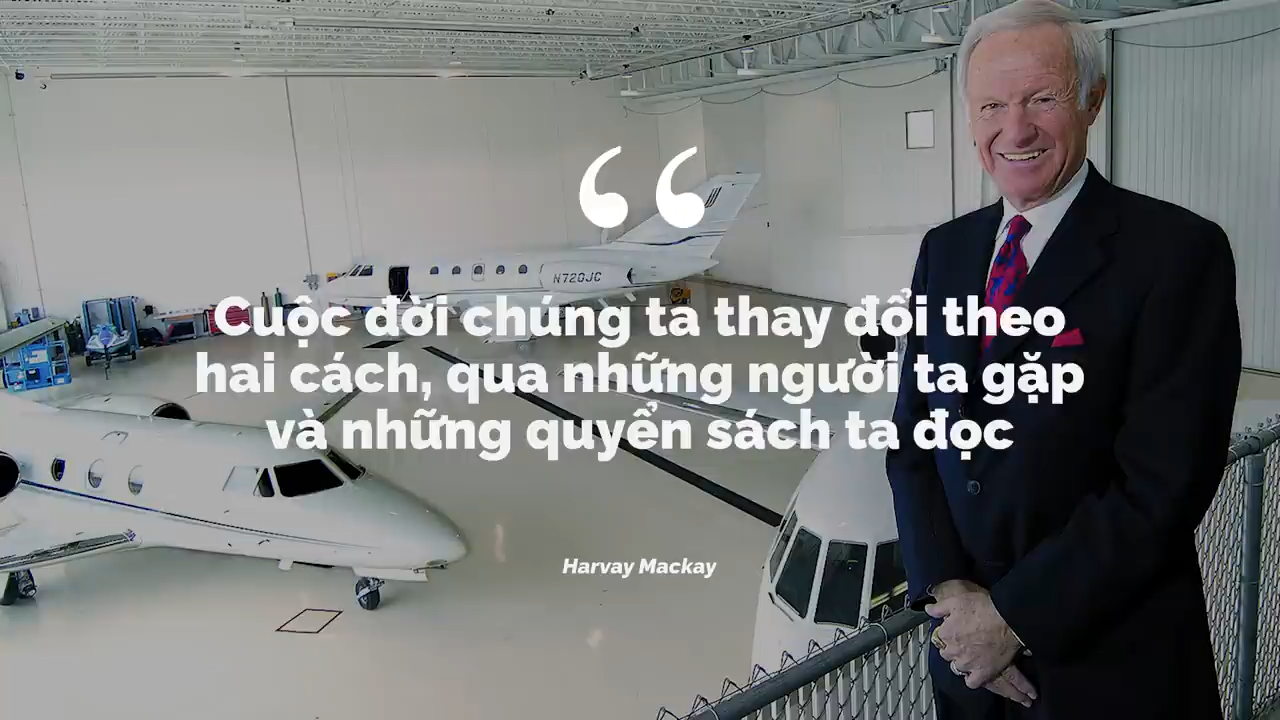 “
N720JC
Cuộc đời chúng ta thay đổi theo
hai cách, qua những người ta gặp
và những quyển sách ta đọc
Harvay Mackay